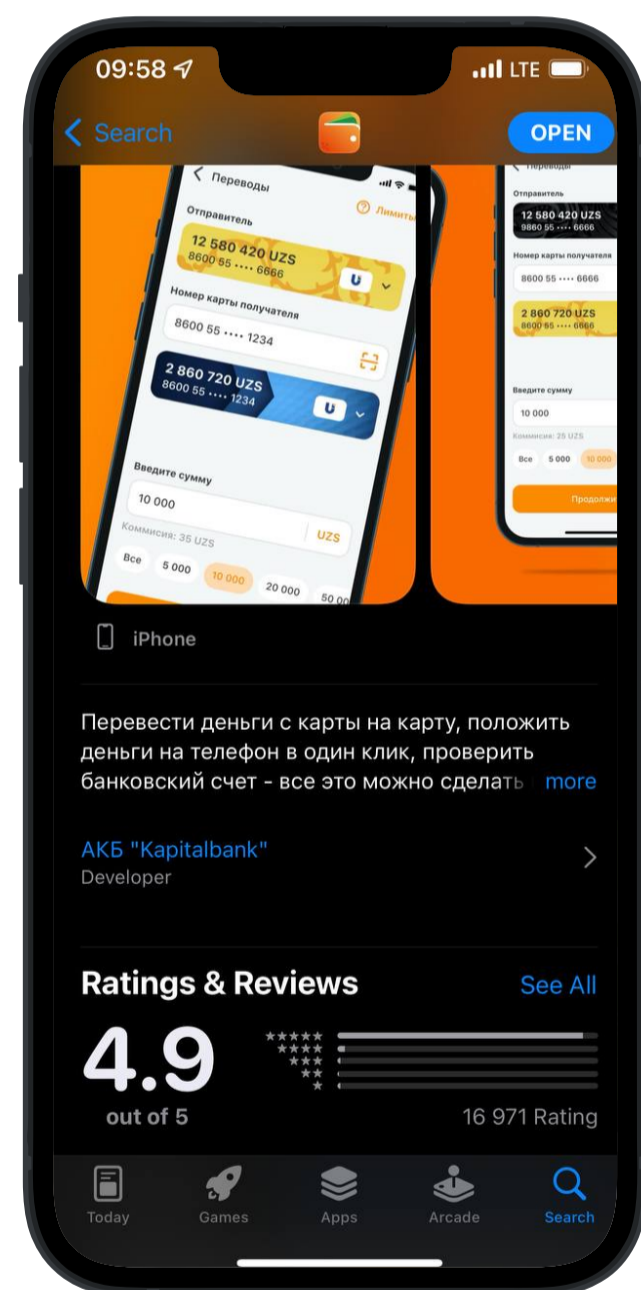 09:58
LTE
Search
OPEN
Переводы
Лимиты
Отправитель
12 580 420 UZS
8600 55 •••• 6666
Номер карты получателя
8600 55 •••• 1234
2 860 720 UZS
8600 55 •••• 1234
Введите сумму
10 000
UZS
Коммисия: 35 UZS
Все 5 000 10 000 20 000 50 00
Переводы
Отправитель
12 580 420 UZS
9860 55 •••• 6666
Номер карты получателя
8600 55 •••• 6666
2 860 720 UZS
8600 55 •••• 6666
Введите сумму
10 000
Коммисия: 35 UZS
Все 5 000 10 000
Продолжи
iPhone
Перевести деньги с карты на карту, положить
деньги на телефон в один клик, проверить
банковский счет - все это можно сделать more
АКБ "Kapitalbank"
Developer
Ratings & Reviews See All
4.9
out of 5
16 971 Rating
Today Games Apps Arcade Search